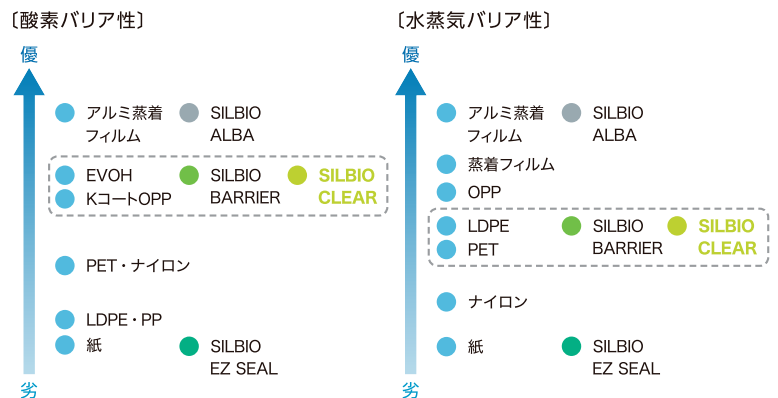 〔酸素バリア性〕
優
アルミ蒸着
フィルム
SILBIO
ALBA
EVOH
SILBIO
BARRIER
SILBIO
CLEAR
KコートOPP
PET・ナイロン
LDPE・PP
紙
SILBIO
EZ SEAL
劣
〔水蒸気バリア性〕
優
アルミ蒸着
フィルム
SILBIO
ALBA
蒸着フィルム
OPP
LDPE
SILBIO
BARRIER
SILBIO
CLEAR
PET
ナイロン
紙
SILBIO
EZ SEAL
劣